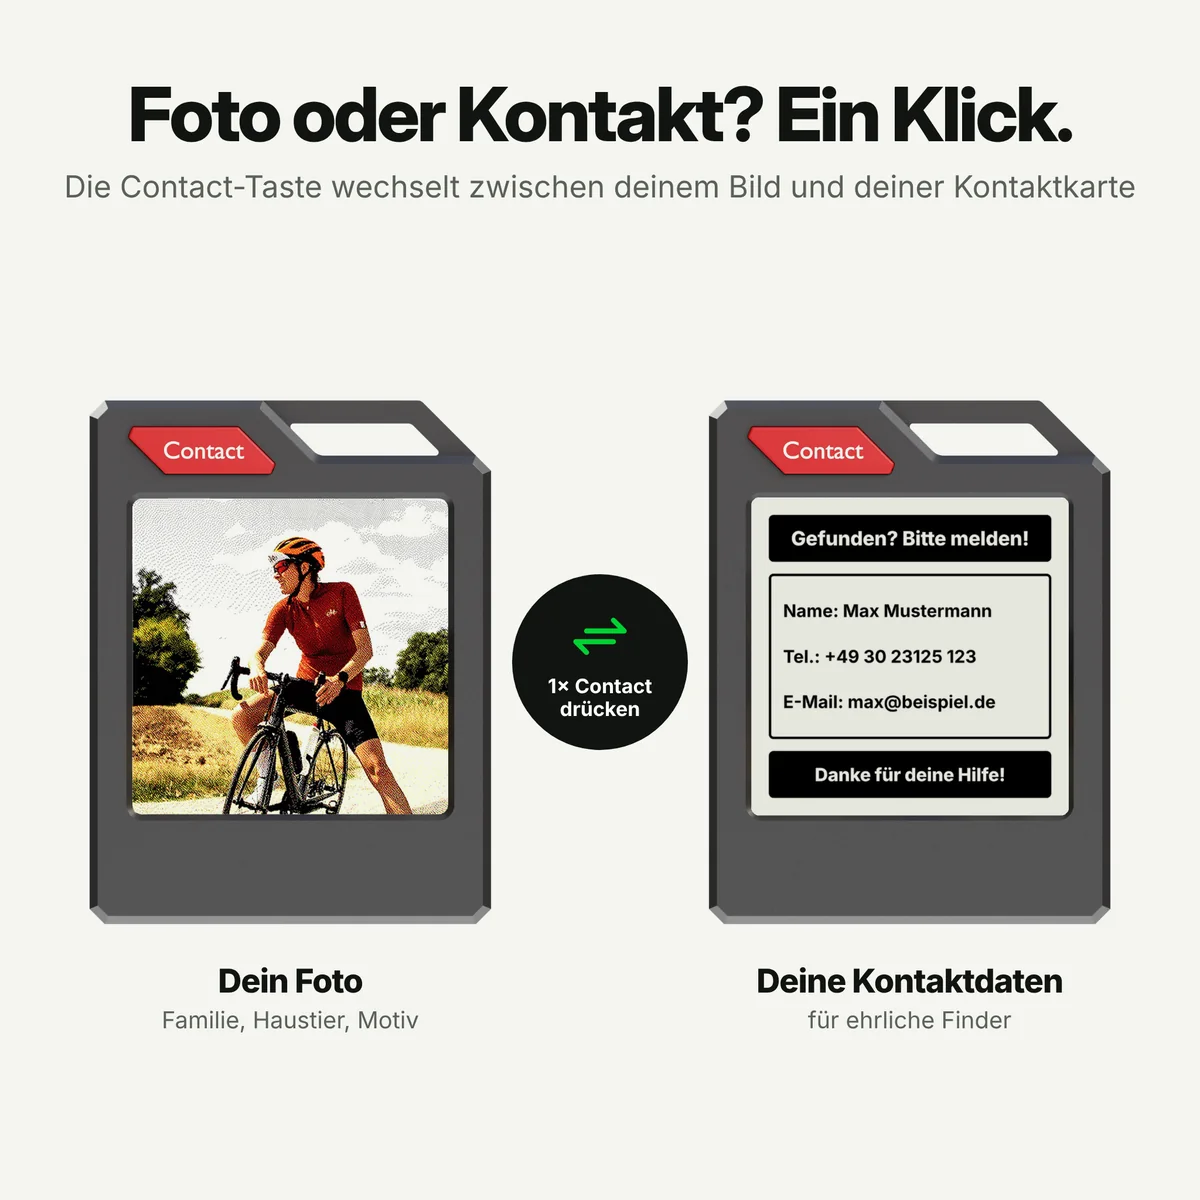 Foto oder Kontakt? Ein Klick.
Die Contact-Taste wechselt zwischen deinem Bild und deiner Kontaktkarte
Contact
1× Contact
drücken
Contact
Gefunden? Bitte melden!
Name: Max Mustermann
Tel.: +49 30 23125 123
E-Mail: max@beispiel.de
Danke für deine Hilfe!
Dein Foto
Familie, Haustier, Motiv
Deine Kontaktdaten
für ehrliche Finder